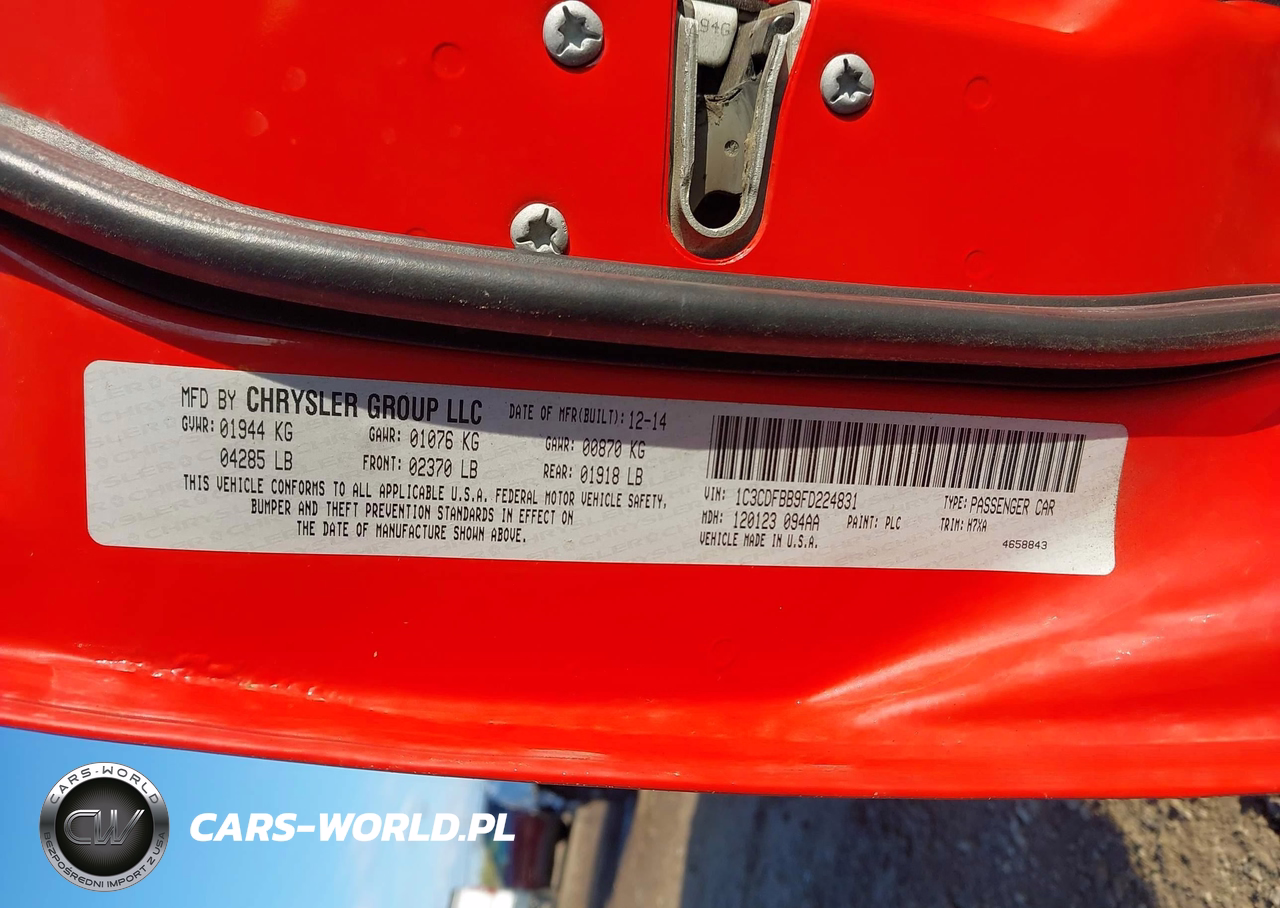 94G
MFD BY CHRYSLER GROUP LLC DATE OF MFR(BUILT): 12-14
GVWR: 01944 KG GAWR: 01076 KG GAWR: 00870 KG
04285 LB FRONT: 02370 LB REAR: 01918 LB
THIS VEHICLE CONFORMS TO ALL APPLICABLE U.S.A. FEDERAL MOTOR VEHICLE SAFETY,
BUMPER AND THEFT PREVENTION STANDARDS IN EFFECT ON
THE DATE OF MANUFACTURE SHOWN ABOVE.
VIN: 1C3CDFBB9FD224831 TYPE: PASSENGER CAR
MDH: 120123 094AA PAINT: PLC TRIM: H7XA
VEHICLE MADE IN U.S.A. 4658843
CARS-WORLD
CW
BEZPOŚREDNI IMPORT Z USA
CARS-WORLD.PL